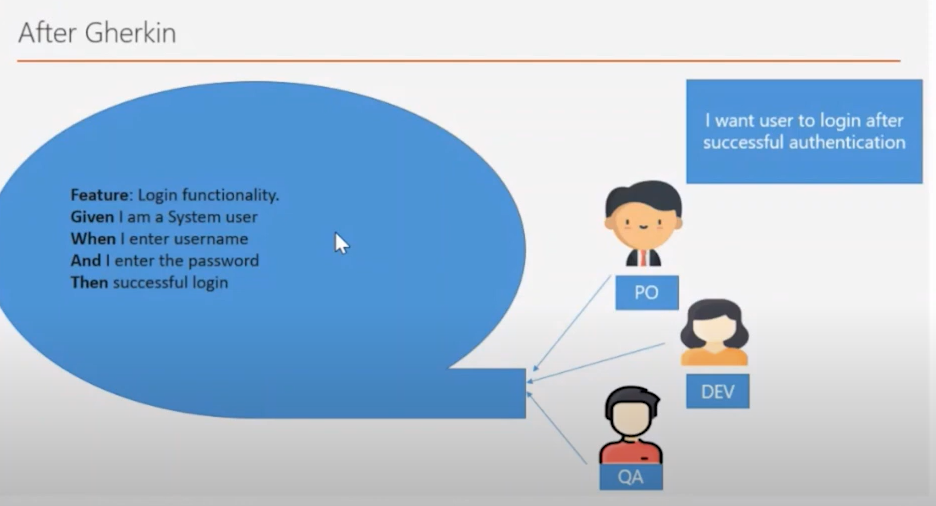 After Gherkin
I want user to login after
successful authentication
Feature: Login functionality.
Given I am a System user
When I enter username
And I enter the password
Then successful login
PO
DEV
QA